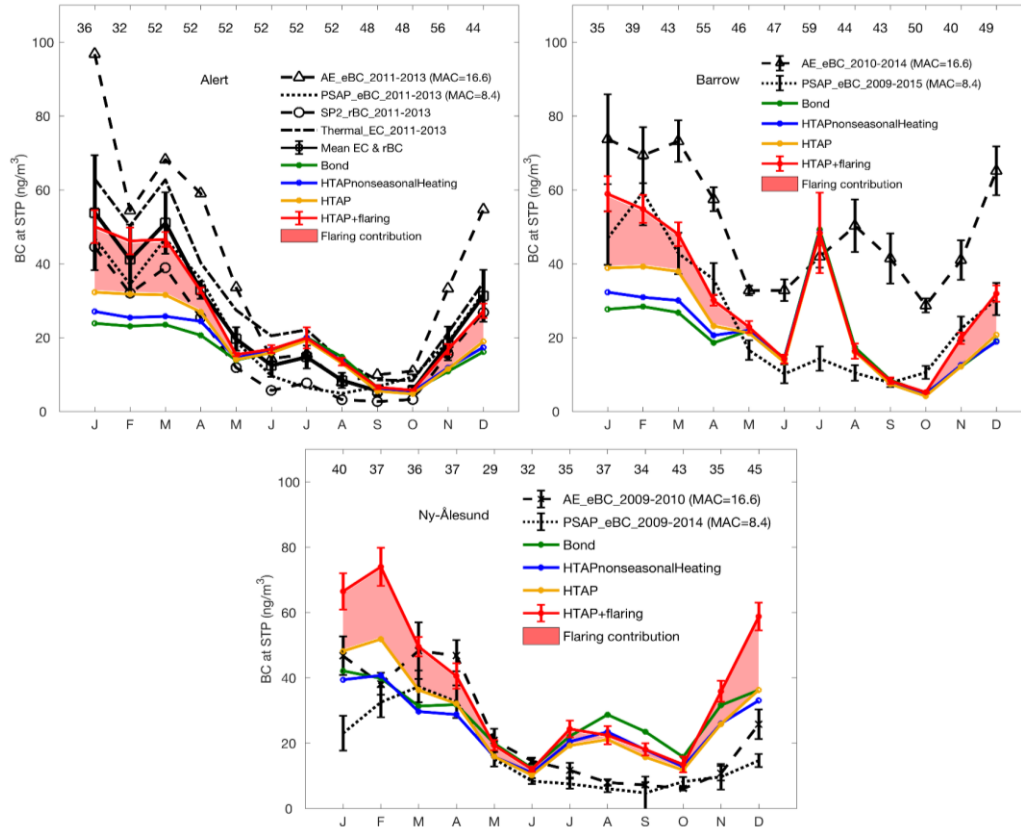 36 32 52 52 52 52 52 52 48 48 56 44
100
80
60
40
20
0
BC at STP (ng/m³)
Alert
AE_eBC_2011-2013 (MAC=16.6)
PSAP_eBC_2011-2013 (MAC=8.4)
SP2_rBC_2011-2013
Thermal_EC_2011-2013
Mean EC & rBC
Bond
HTAPnonseasonalHeating
HTAP
HTAP+flaring
Flaring contribution
J F M A M J J A S O N D
35 39 43 55 46 47 59 44 43 50 40 49
100
80
60
40
20
0
BC at STP (ng/m³)
Barrow
AE_eBC_2010-2014 (MAC=16.6)
PSAP_eBC_2009-2015 (MAC=8.4)
Bond
HTAPnonseasonalHeating
HTAP
HTAP+flaring
Flaring contribution
J F M A M J J A S O N D
40 37 36 37 29 32 35 37 34 43 35 45
100
80
60
40
20
0
BC at STP (ng/m³)
Ny-Ålesund
AE_eBC_2009-2010 (MAC=16.6)
PSAP_eBC_2009-2014 (MAC=8.4)
Bond
HTAPnonseasonalHeating
HTAP
HTAP+flaring
Flaring contribution
J F M A M J J A S O N D